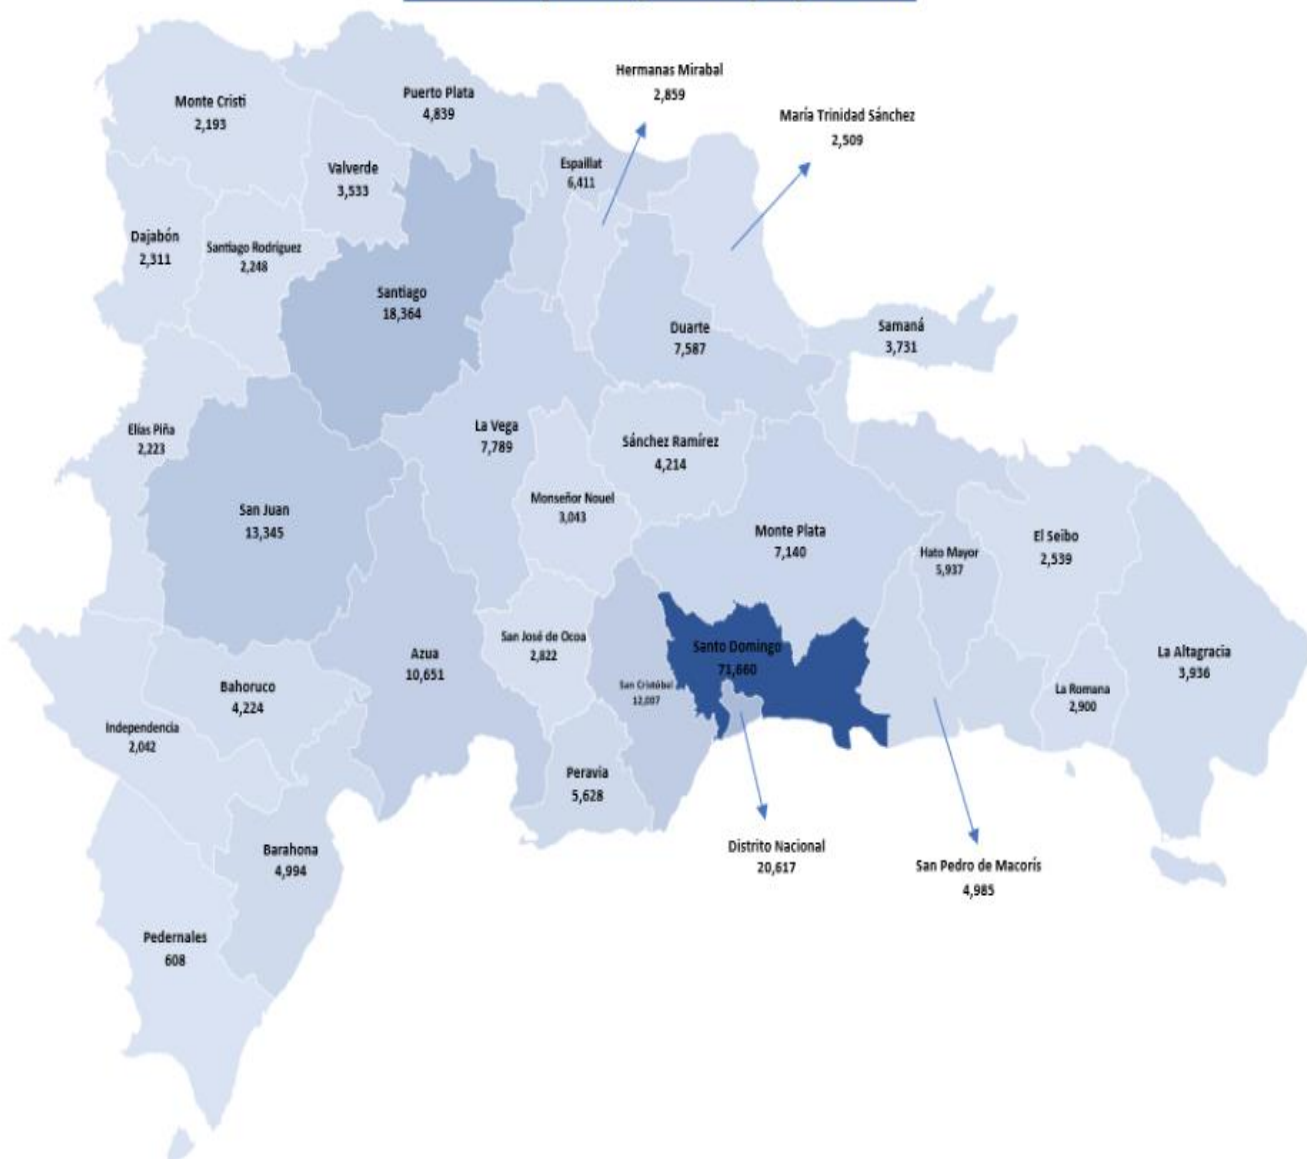 Hermanas Mirabal
2,859
Monte Cristi
2,193
Puerto Plata
4,839
María Trinidad Sánchez
2,509
Valverde
3,533
Espaillat
6,411
Dajabón
2,311
Santiago Rodríguez
2,248
Santiago
18,364
Duarte
7,587
Samaná
3,731
Elías Piña
2,223
La Vega
7,789
Sánchez Ramírez
4,214
San Juan
13,345
Monseñor Nouel
3,043
Monte Plata
7,140
Hato Mayor
5,937
El Seibo
2,539
San José de Ocoa
2,822
Azua
10,651
Santo Domingo
71,660
La Altagracia
3,936
Bahoruco
4,224
San Cristóbal
12,007
La Romana
2,900
Independencia
2,042
Peravia
5,628
Barahona
4,994
Distrito Nacional
20,617
San Pedro de Macorís
4,985
Pedernales
608